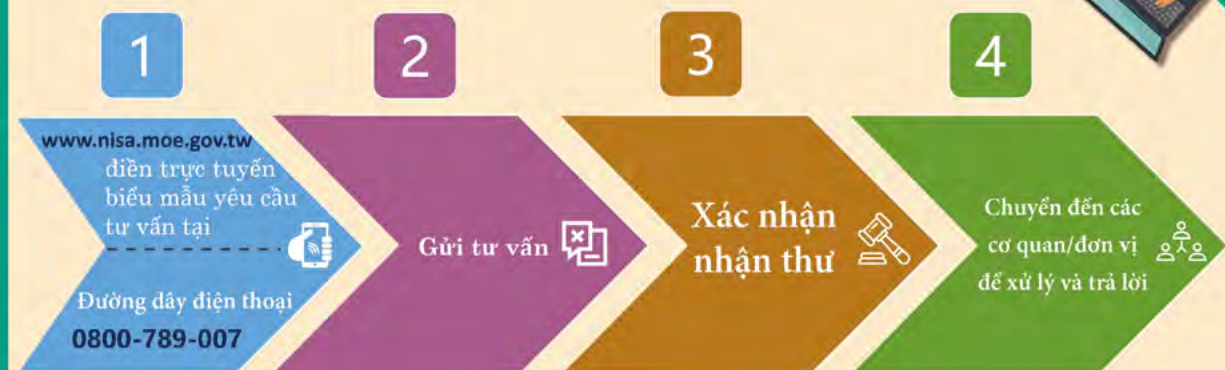 1
www.nisa.moe.gov.tw
điền trực tuyến
biểu mẫu yêu cầu
tư vấn tại
Đường dây điện thoại
0800-789-007
2
Gửi tư vấn
3
Xác nhận
nhận thư
4
Chuyển đến các
cơ quan/đơn vị
để xử lý và trả lời